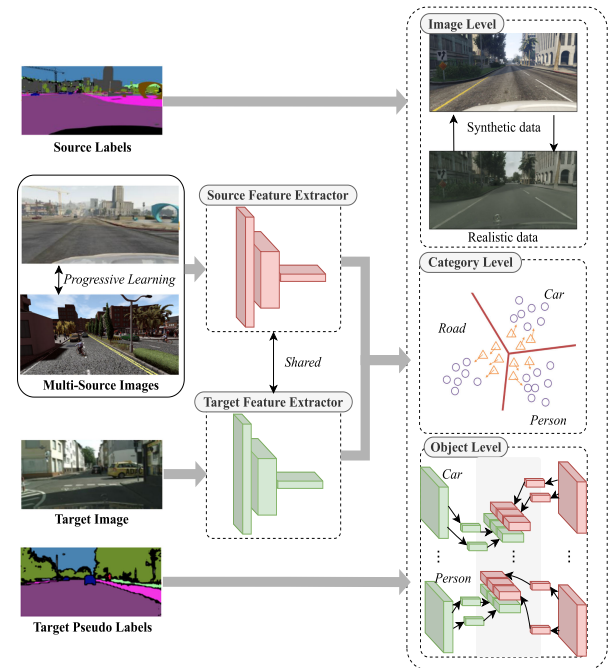 Image Level
Synthetic data
Realistic data
Source Labels
Source Feature Extractor
Progressive Learning
Multi-Source Images
Shared
Target Feature Extractor
Category Level
Car
Road
Person
Target Image
Object Level
Car
Person
Target Pseudo Labels